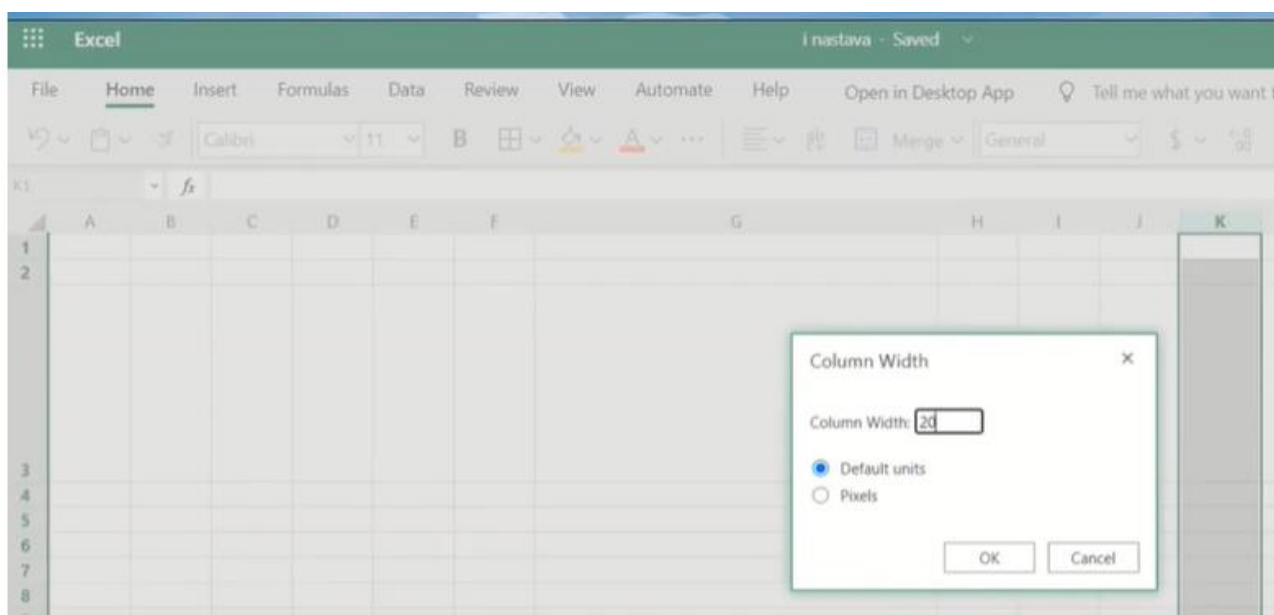 Excel i nastava - Saved
File Home Insert Formulas Data Review View Automate Help Open in Desktop App Tell me what you want
Calibri 11 B A ... ab Merge General $ .00
K1 fx
A B C D E F G H I J K
1
2
Column Width ×
Column Width: 20
3 Default units
4 Pixels
5
6 OK Cancel
7
8